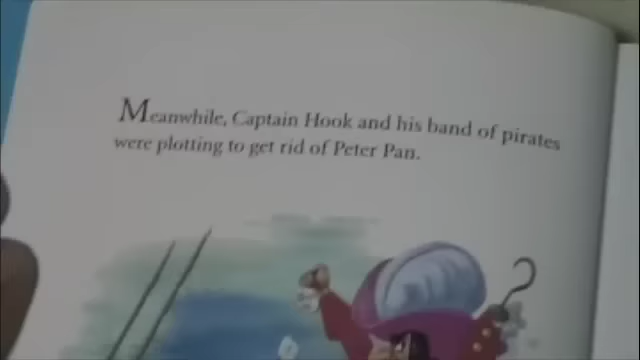 Meanwhile, Captain Hook and his band of pirates
were plotting to get rid of Peter Pan.